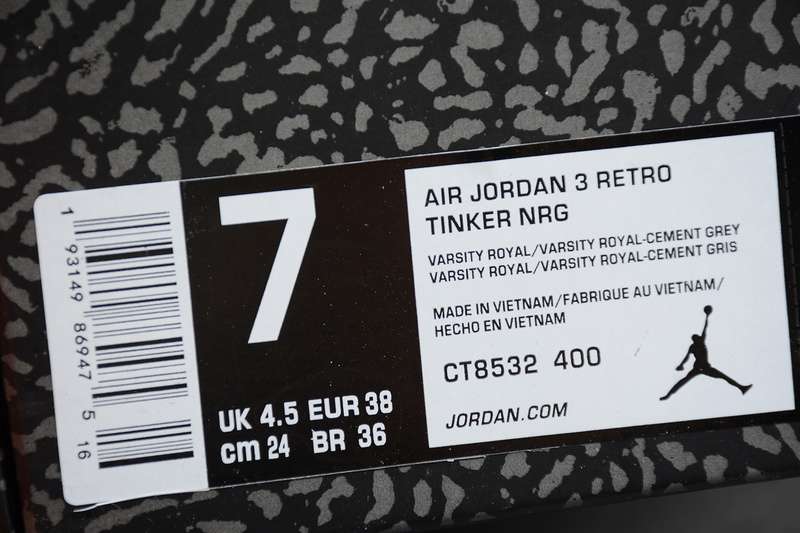 1 93149 86947 5 16
7
UK 4.5 EUR 38
cm 24 BR 36
AIR JORDAN 3 RETRO
TINKER NRG
VARSITY ROYAL/VARSITY ROYAL-CEMENT GREY
VARSITY ROYAL/VARSITY ROYAL-CEMENT GRIS
MADE IN VIETNAM/FABRIQUE AU VIETNAM/
HECHO EN VIETNAM
CT8532 400
JORDAN.COM